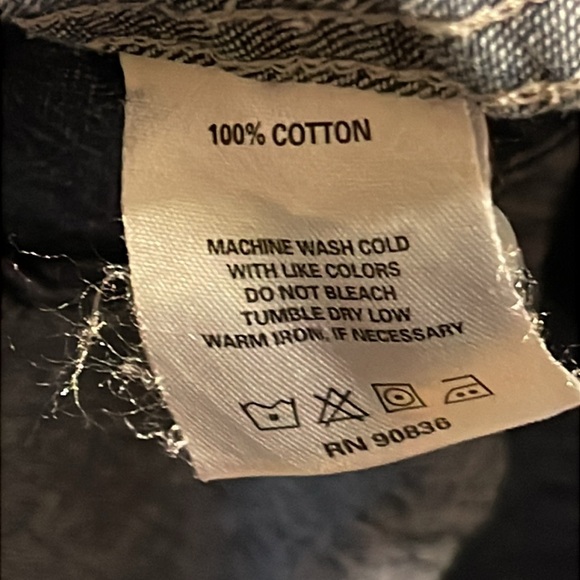 100% COTTON
MACHINE WASH COLD
WITH LIKE COLORS
DO NOT BLEACH
TUMBLE DRY LOW
WARM IRON, IF NECESSARY
RN 90836